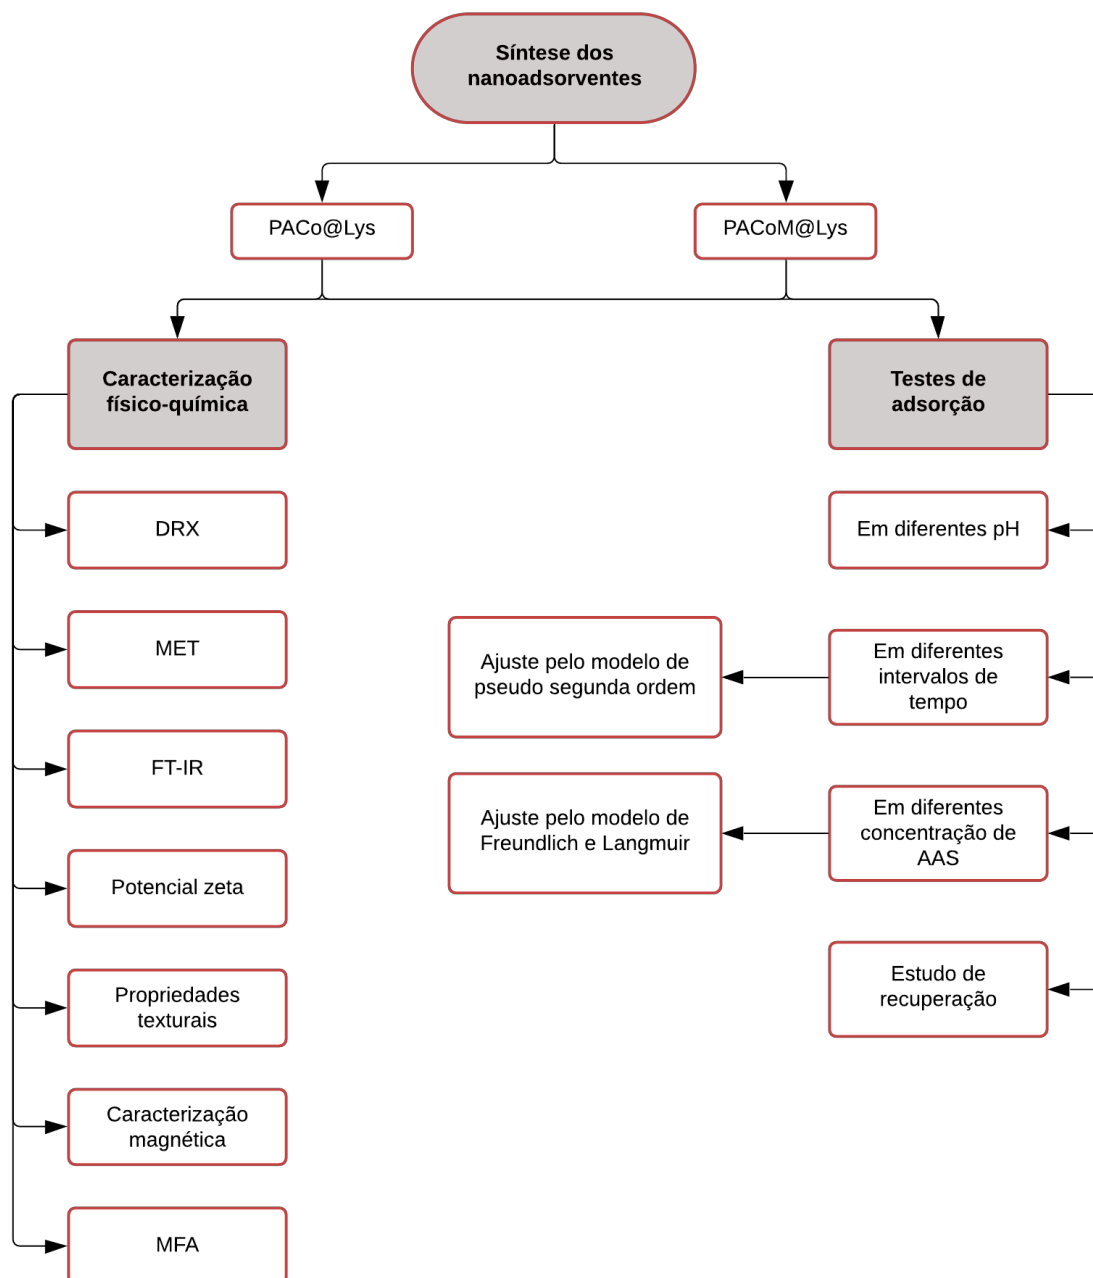 Síntese dos
nanoadsorventes
PACo@Lys
PACoM@Lys
Caracterização
físico-química
Testes de
adsorção
DRX
Em diferentes pH
MET
Ajuste pelo modelo de
pseudo segunda ordem
Em diferentes
intervalos de
tempo
FT-IR
Ajuste pelo modelo de
Freundlich e Langmuir
Em diferentes
concentração de
AAS
Potencial zeta
Propriedades
texturais
Estudo de
recuperação
Caracterização
magnética
MFA